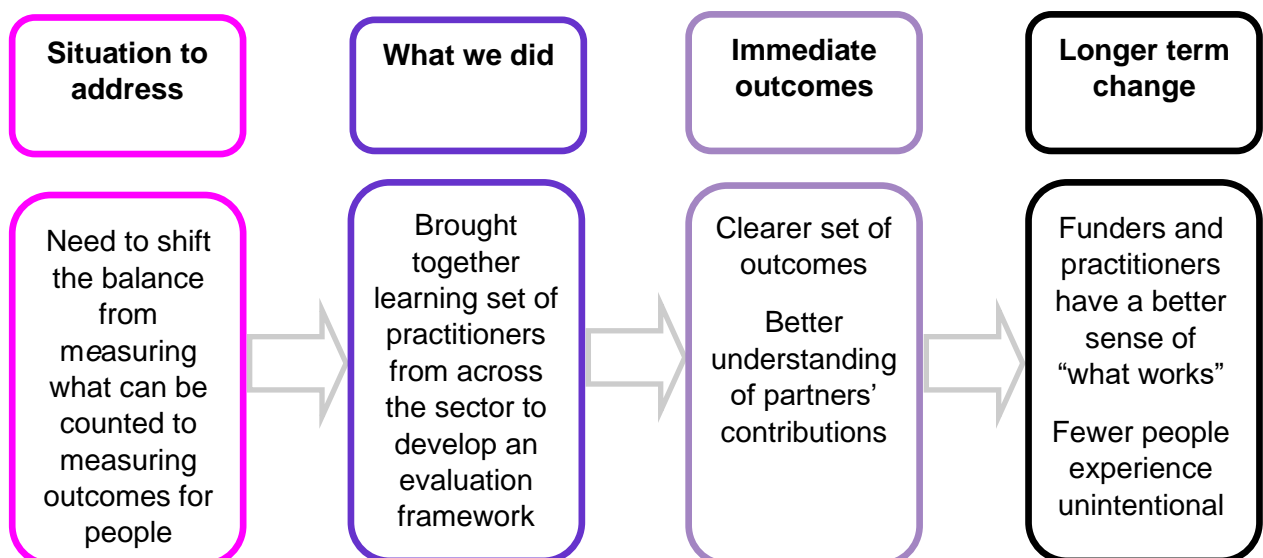 Situation to
address
What we did
Immediate
outcomes
Longer term
change
Need to shift
the balance
from
measuring
what can be
counted to
measuring
outcomes for
people
Brought
together
learning set of
practitioners
from across
the sector to
develop an
evaluation
framework
Clearer set of
outcomes
Better
understanding
of partners’
contributions
Funders and
practitioners
have a better
sense of
“what works”
Fewer people
experience
unintentional